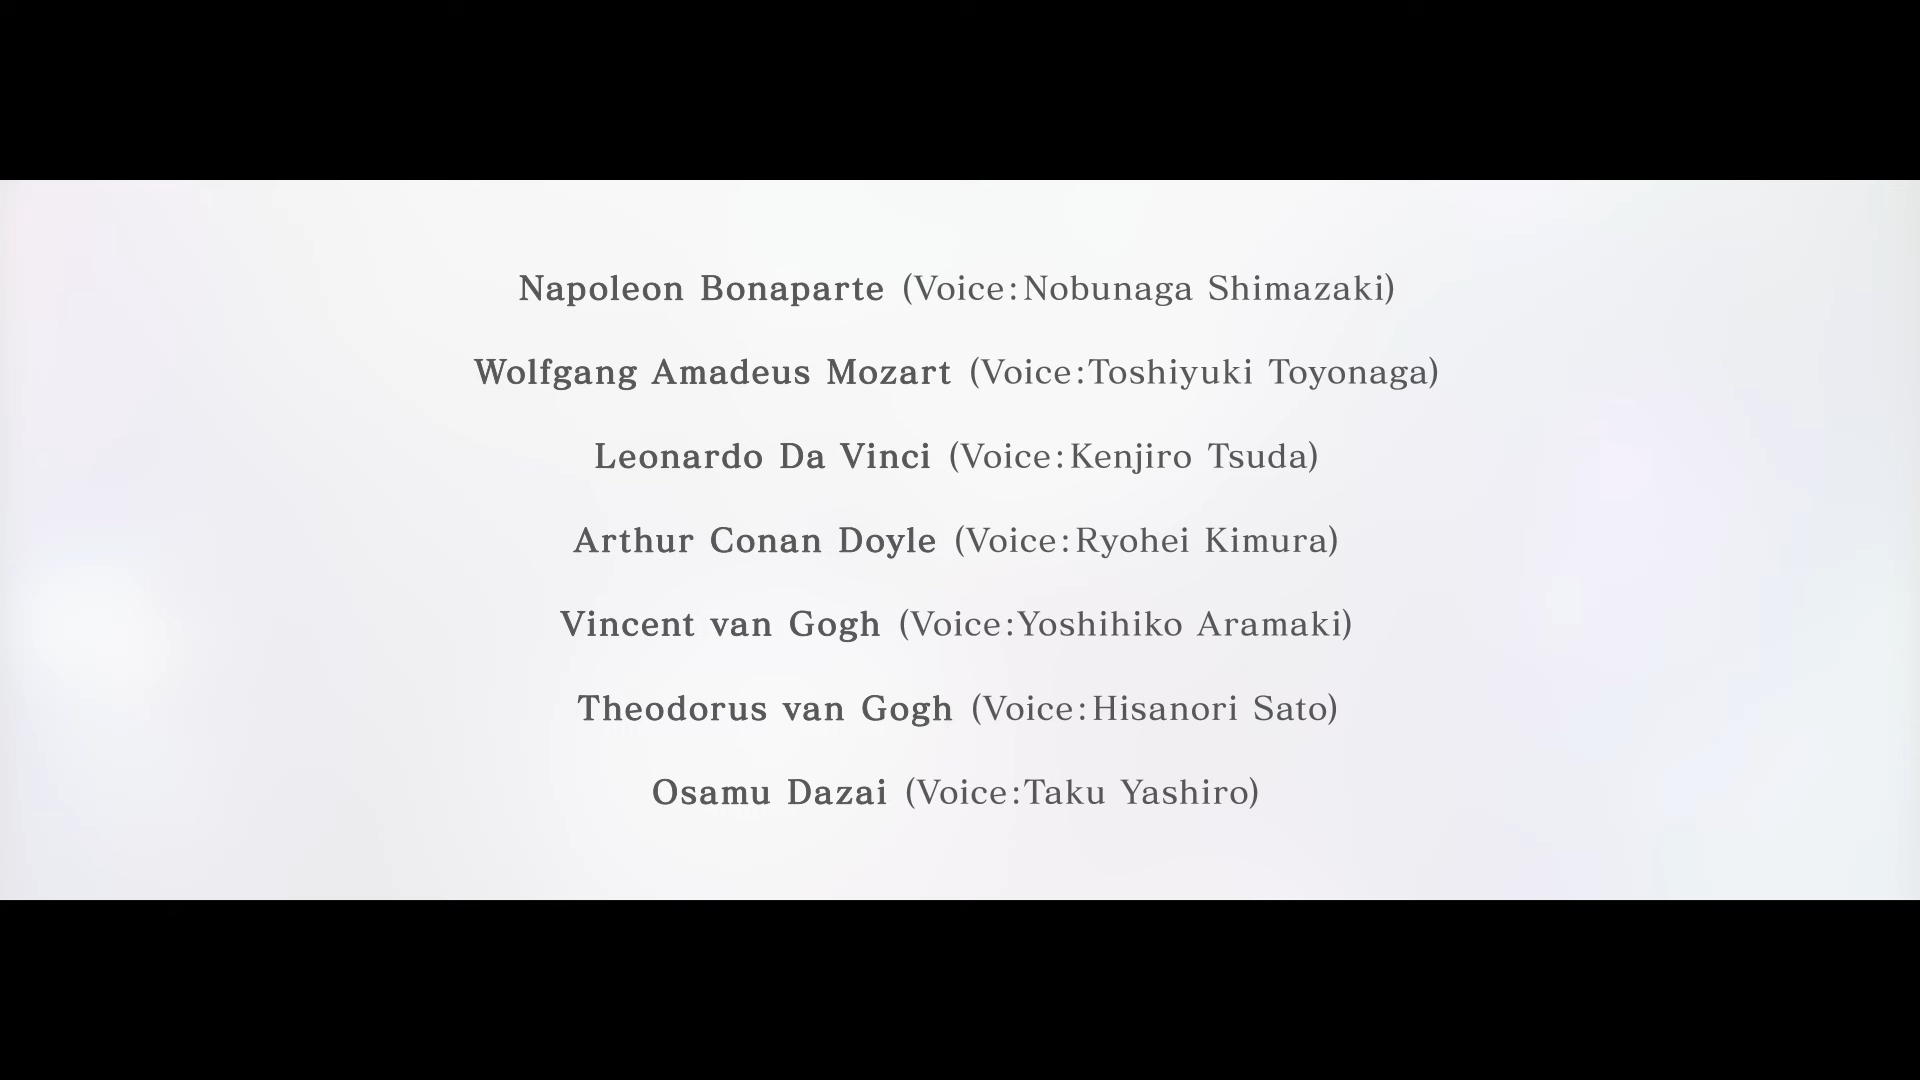 Napoleon Bonaparte (Voice:Nobunaga Shimazaki)
Wolfgang Amadeus Mozart (Voice:Toshiyuki Toyonaga)
Leonardo Da Vinci (Voice:Kenjiro Tsuda)
Arthur Conan Doyle (Voice:Ryohei Kimura)
Vincent van Gogh (Voice:Yoshihiko Aramaki)
Theodorus van Gogh (Voice:Hisanori Sato)
Osamu Dazai (Voice:Taku Yashiro)